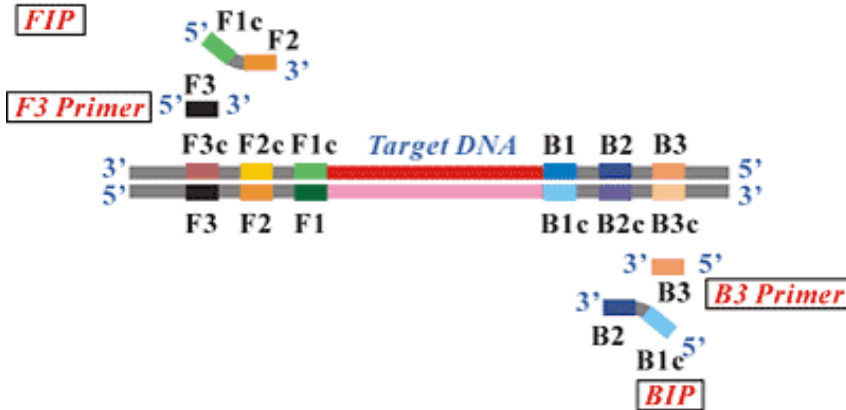 FIP
5’ F1c F2 3’
F3 Primer 5’ F3 3’
F3c F2c F1c Target DNA B1 B2 B3
3’ 5’
5’ 3’
F3 F2 F1 B1c B2c B3c
3’ 5’
B3 B3 Primer
3’ B2 B1c 5’
BIP